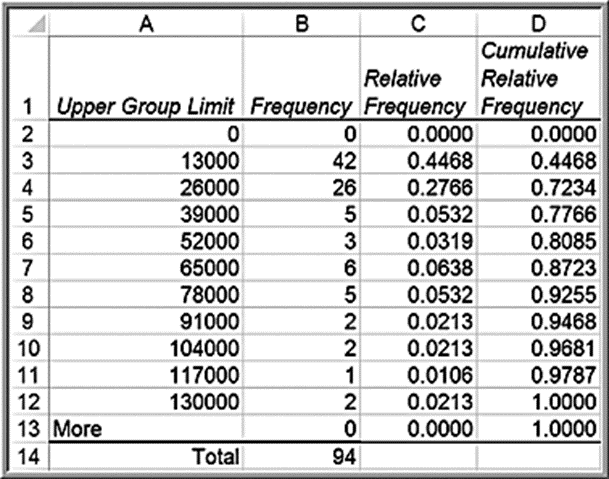 A B C D
Cumulative
Relative Relative
1 Upper Group Limit Frequency Frequency Frequency
2 0 0 0.0000 0.0000
3 13000 42 0.4468 0.4468
4 26000 26 0.2766 0.7234
5 39000 5 0.0532 0.7766
6 52000 3 0.0319 0.8085
7 65000 6 0.0638 0.8723
8 78000 5 0.0532 0.9255
9 91000 2 0.0213 0.9468
10 104000 2 0.0213 0.9681
11 117000 1 0.0106 0.9787
12 130000 2 0.0213 1.0000
13 More 0 0.0000 1.0000
14 Total 94